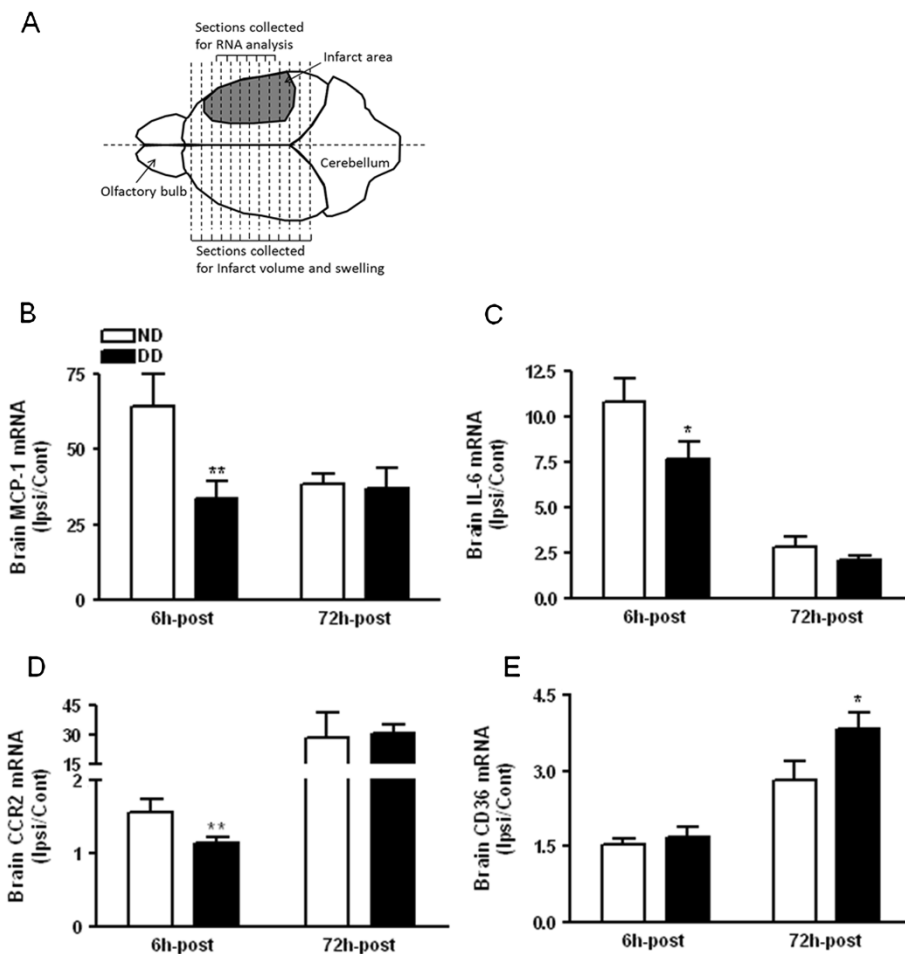 A
Sections collected
for RNA analysis
Infarct area
Cerebellum
Olfactory bulb
Sections collected
for Infarct volume and swelling
B
ND
DD
Brain MCP-1 mRNA
(Ipsi/Cont)
75
50
25
0
**
6h-post
72h-post
C
Brain IL-6 mRNA
(Ipsi/Cont)
12.5
10.0
7.5
5.0
2.5
0.0
*
6h-post
72h-post
D
Brain CCR2 mRNA
(Ipsi/Cont)
45
30
15
2
1
0
**
6h-post
72h-post
E
Brain CD36 mRNA
(Ipsi/Cont)
4.5
3.0
1.5
0.0
*
6h-post
72h-post